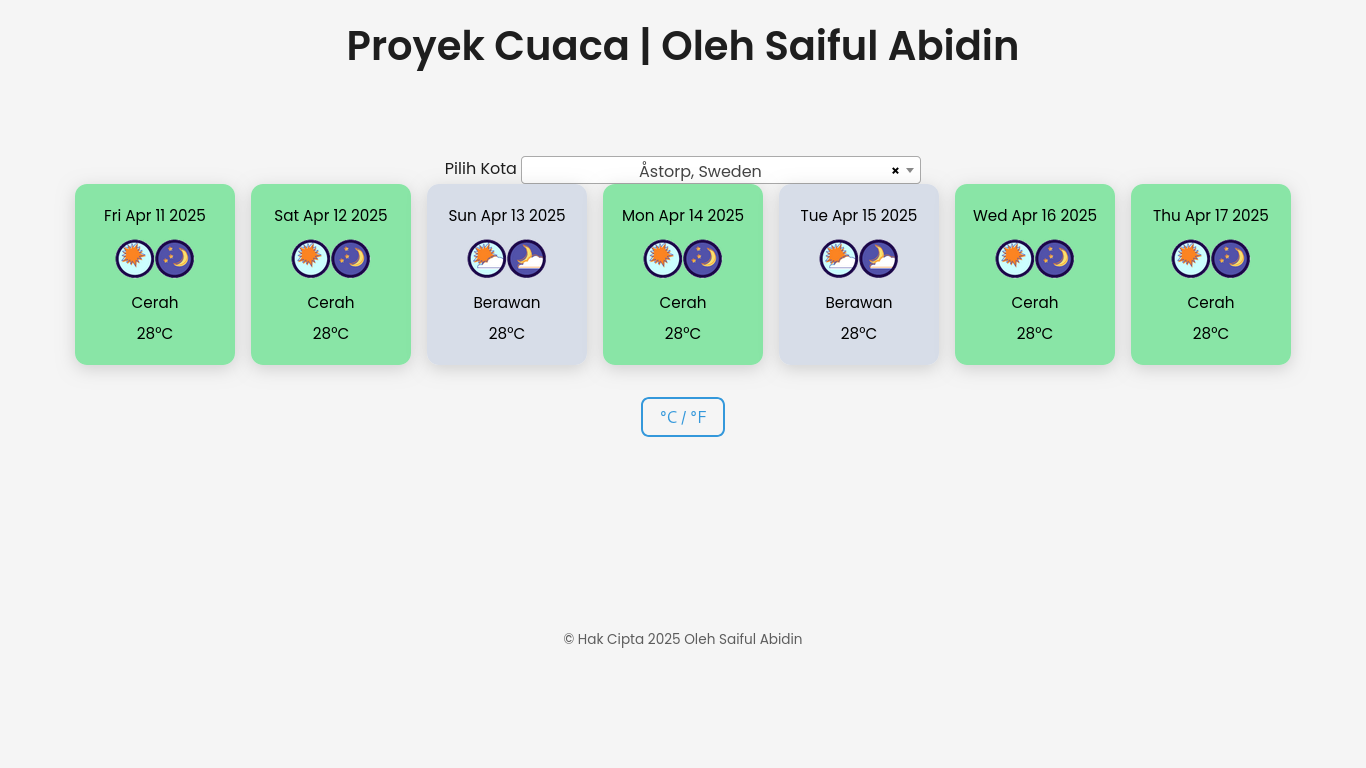 Proyek Cuaca | Oleh Saiful Abidin
Pilih Kota Åstorp, Sweden ×
Fri Apr 11 2025
Cerah
28°C
Sat Apr 12 2025
Cerah
28°C
Sun Apr 13 2025
Berawan
28°C
Mon Apr 14 2025
Cerah
28°C
Tue Apr 15 2025
Berawan
28°C
Wed Apr 16 2025
Cerah
28°C
Thu Apr 17 2025
Cerah
28°C
°C / °F
© Hak Cipta 2025 Oleh Saiful Abidin